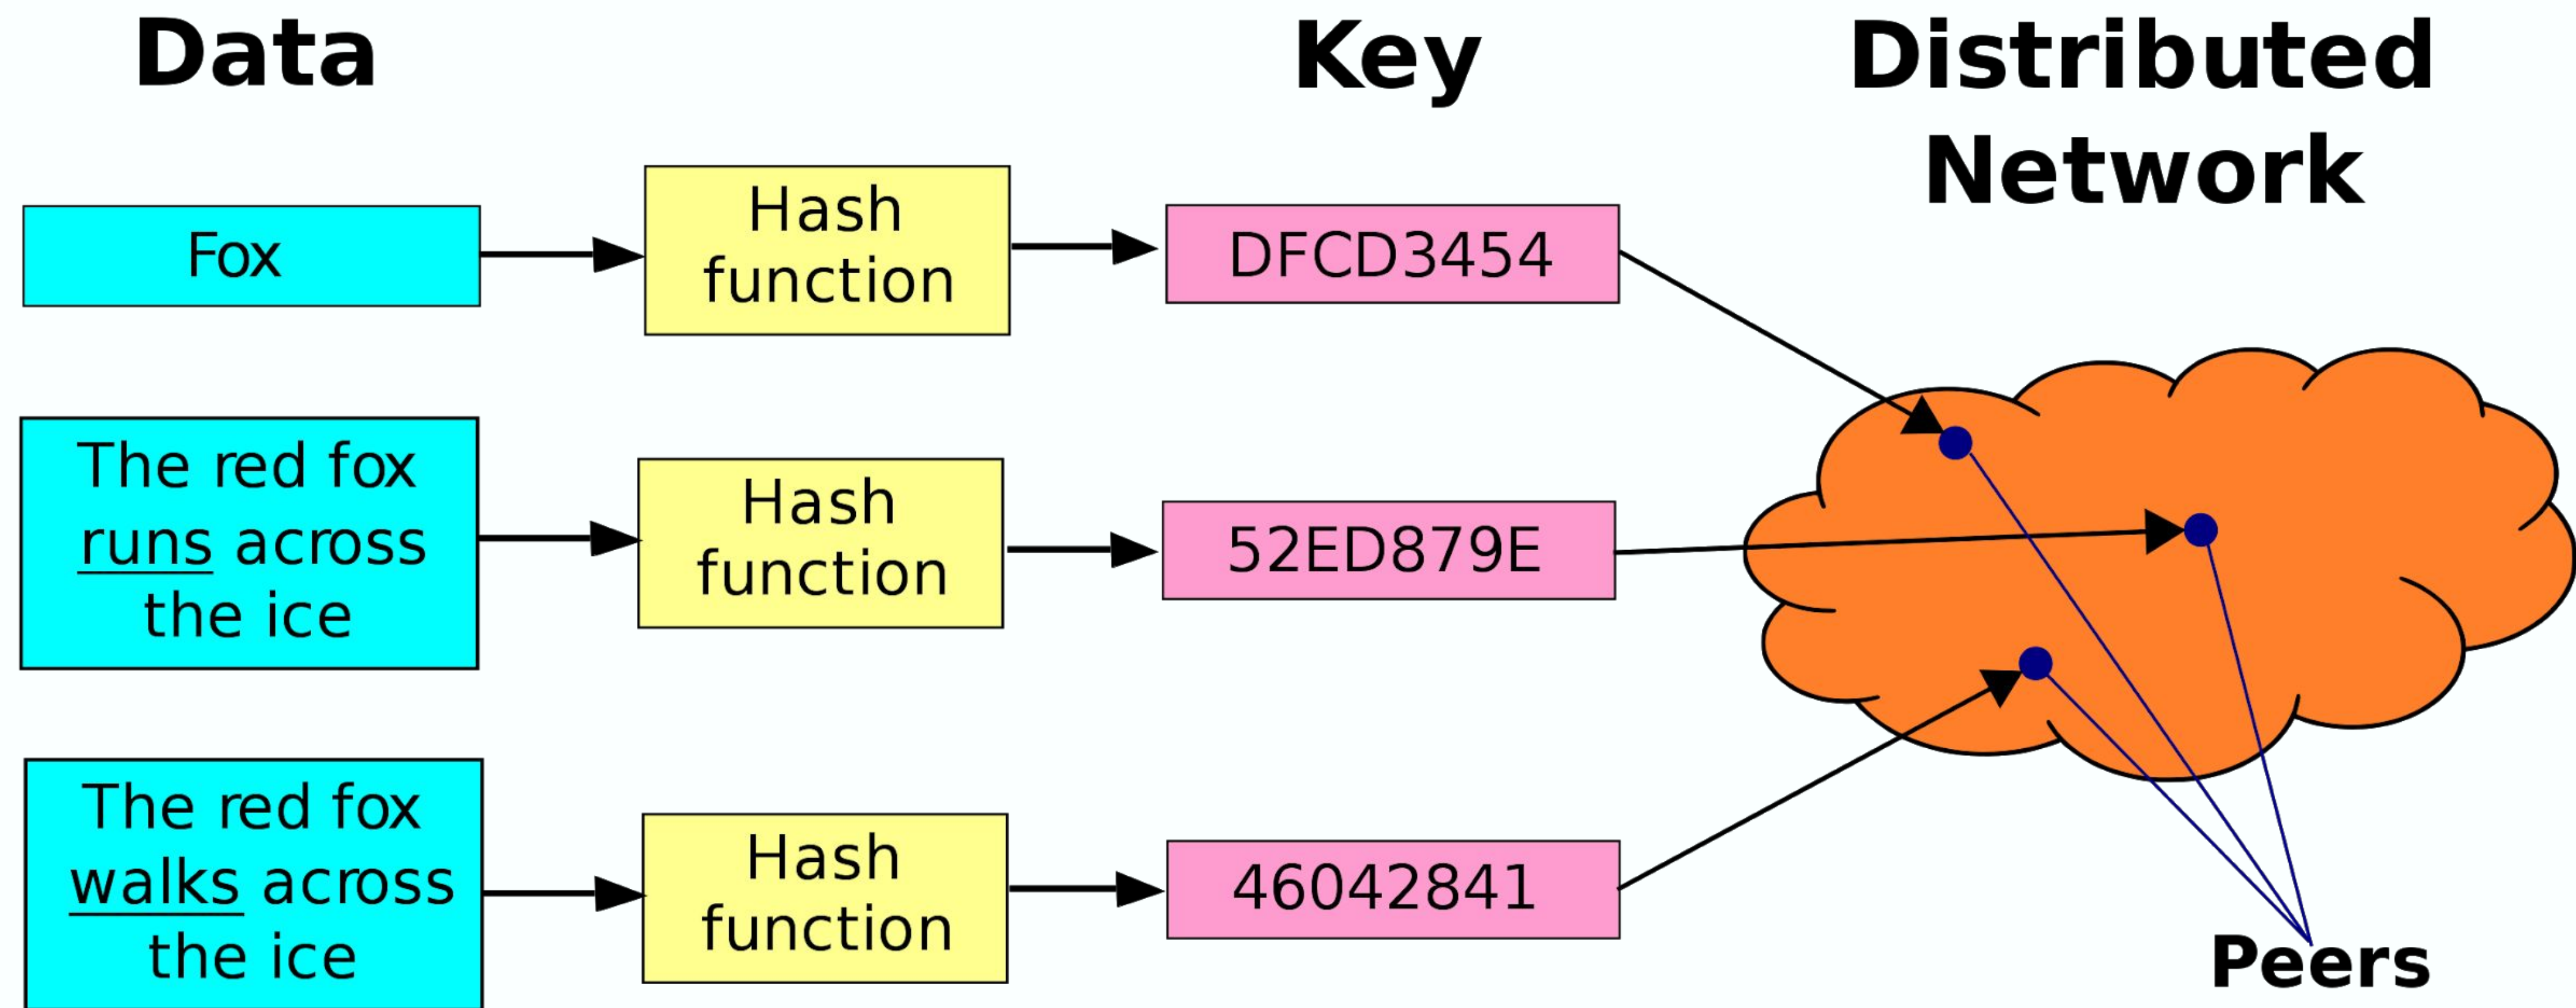 Data
Key
Distributed
Network
Fox
Hash
function
DFCD3454
The red fox
runs across
the ice
Hash
function
52ED879E
The red fox
walks across
the ice
Hash
function
46042841
Peers